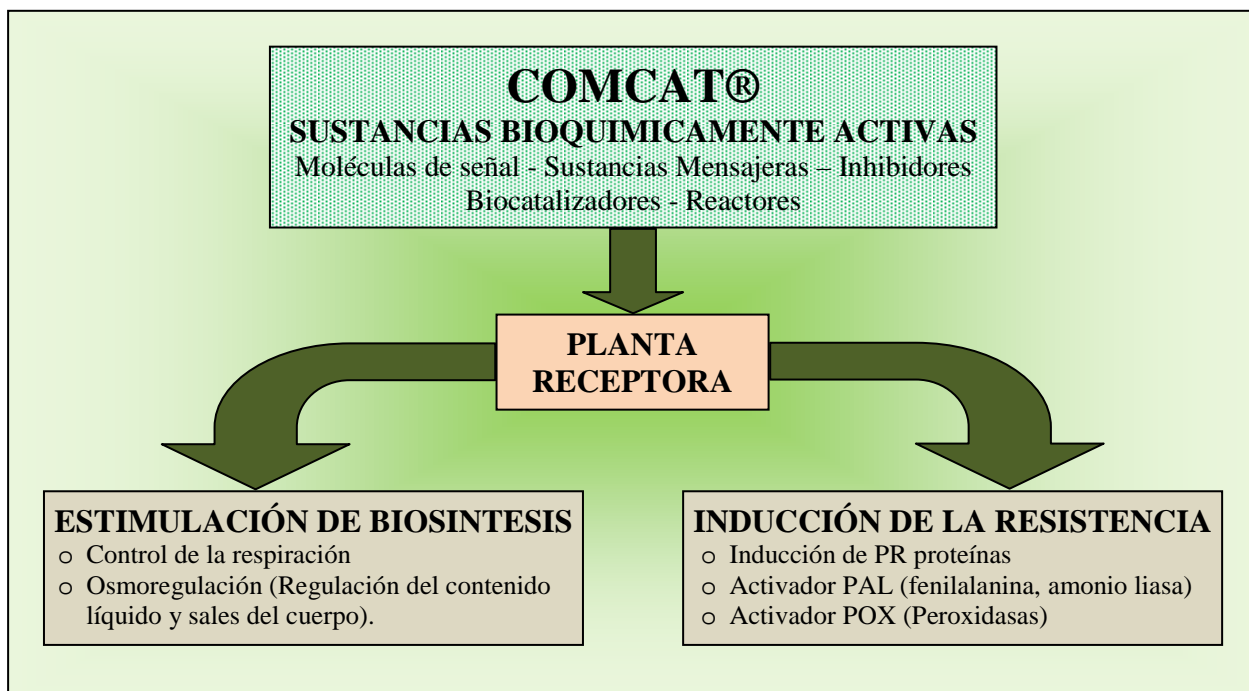 COMCAT®
SUSTANCIAS BIOQUIMICAMENTE ACTIVAS
Moléculas de señal - Sustancias Mensajeras – Inhibidores
Biocatalizadores - Reactores
PLANTA
RECEPTORA
ESTIMULACIÓN DE BIOSINTESIS
o Control de la respiración
o Osmoregulación (Regulación del contenido
líquido y sales del cuerpo).
INDUCCIÓN DE LA RESISTENCIA
o Inducción de PR proteínas
o Activador PAL (fenilalanina, amonio liasa)
o Activador POX (Peroxidasas)